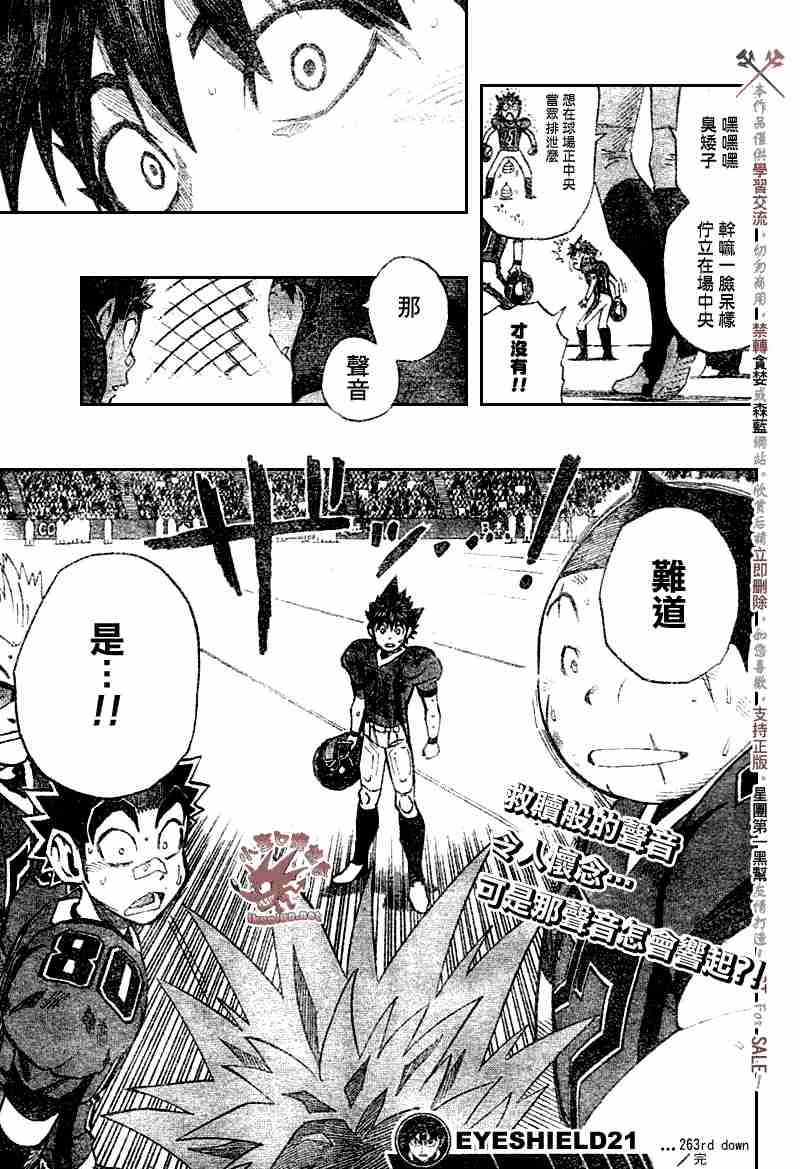 嘿嘿嘿
臭矮子
幹嘛一臉呆樣
佇立在場中央
想在球場正中央
當眾排泄麼
才沒有!!
那
聲音
難道
是…!!
救贖般的聲音
令人懷念…
可是那聲音怎會響起?!
80
EYESHIELD21
...263rd down
/完
本作品僅供學習交流，勿勿商用，禁轉貪婪或森藍網站。欣賞后請立即刪除，如您喜歡，支持正版。星團第一黑幫友情打造
For SALE!